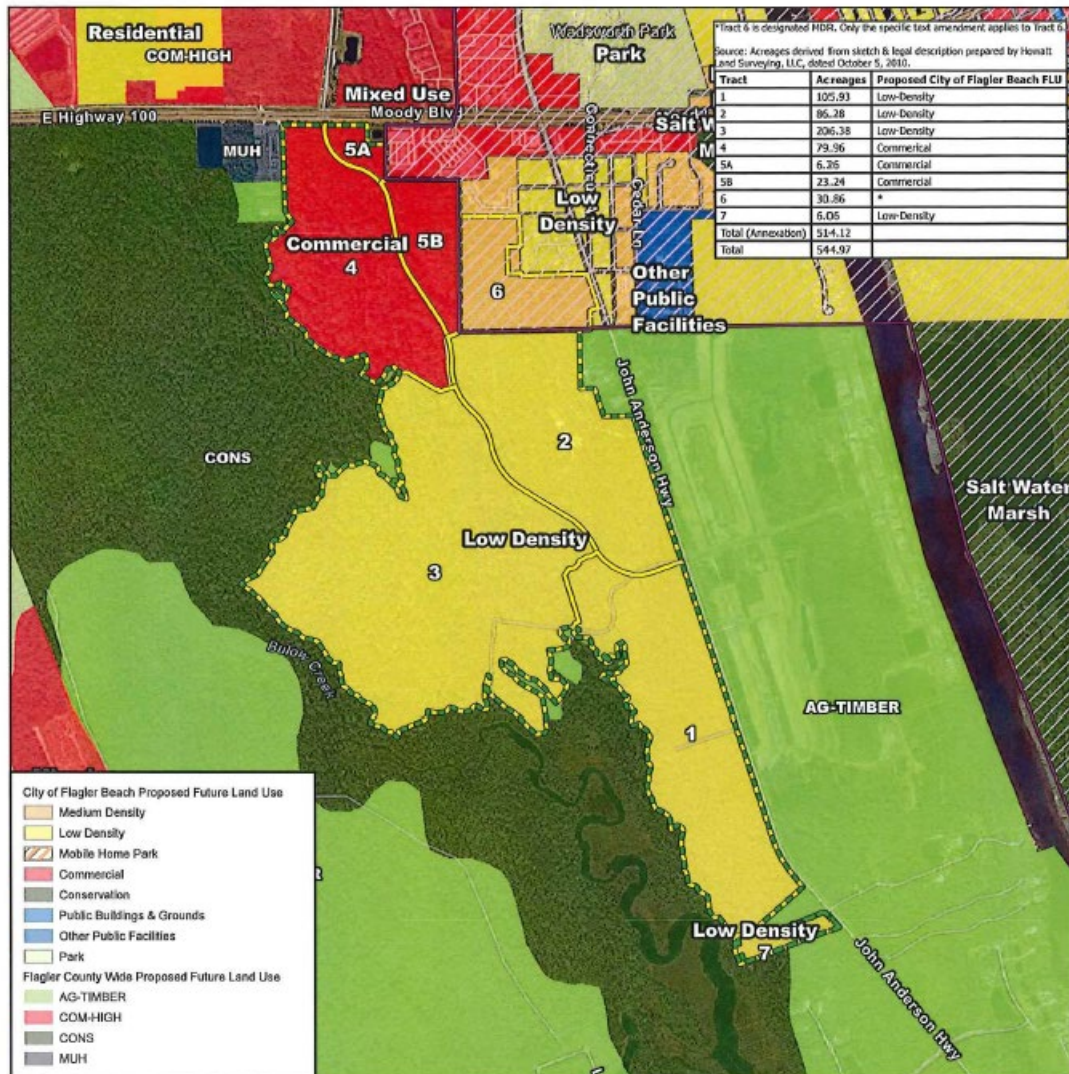 Residential
COM-HIGH
Wadsworth Park
Park
*Tract 6 is designated MDR. Only the specific text amendment applies to Tract 6.
Source: Acreages derived from sketch & legal description prepared by
Land Surveying, LLC, dated October 5, 2010.
Tract Acreages Proposed City of Flagler Beach FLU
1 105.93 Low-Density
2 86.28 Low-Density
3 206.38 Low-Density
4 79.96 Commerical
5A 6.26 Commercial
5B 23.24 Commercial
6 30.86 *
7 6.06 Low-Density
Total (Annexation) 514.12
Total 544.97
Mixed Use
Moody Blvd
E Highway 100
MUH
5A
Salt W
M
Connecticut A
Cedar Ln
Low
Density
Commercial
4
5B
6
Other
Public
Facilities
John Anderson Hwy
2
CONS
Salt Water
Marsh
Low Density
3
Bulow Creek
AG-TIMBER
1
Low Density
7
John Anderson Hwy
City of Flagler Beach Proposed Future Land Use
Medium Density
Low Density
Mobile Home Park
Commercial
Conservation
Public Buildings & Grounds
Other Public Facilities
Park
Flagler County Wide Proposed Future Land Use
AG-TIMBER
COM-HIGH
CONS
MUH